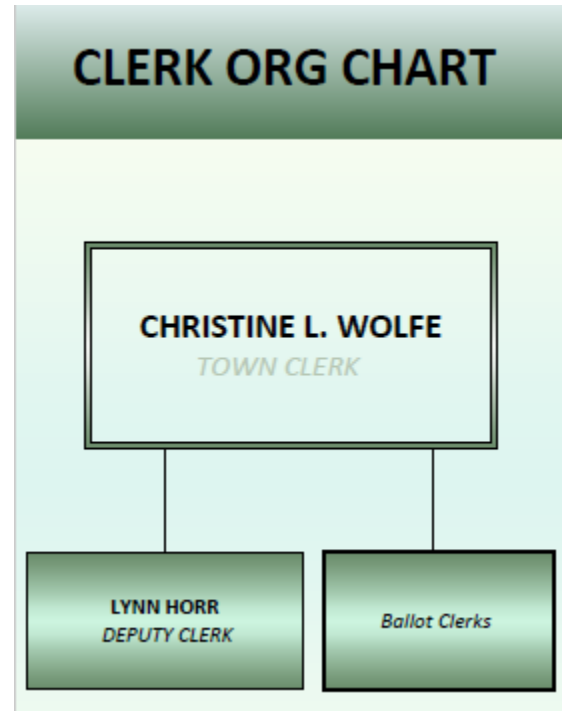 CLERK ORG CHART
CHRISTINE L. WOLFE
TOWN CLERK
LYNN HORR
DEPUTY CLERK
Ballot Clerks